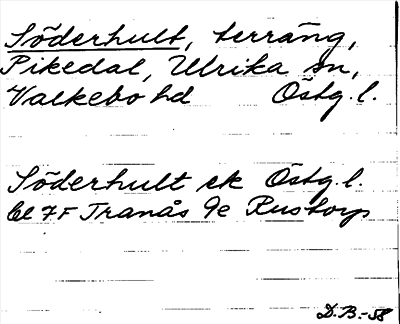 Söderhult, terräng,
Pikedal, Ulrika sn,
Valkebo hd Östg. l.
Söderhult ek Östg. l.
bl 7F Tranås 9e Rustorp
D.B.-58